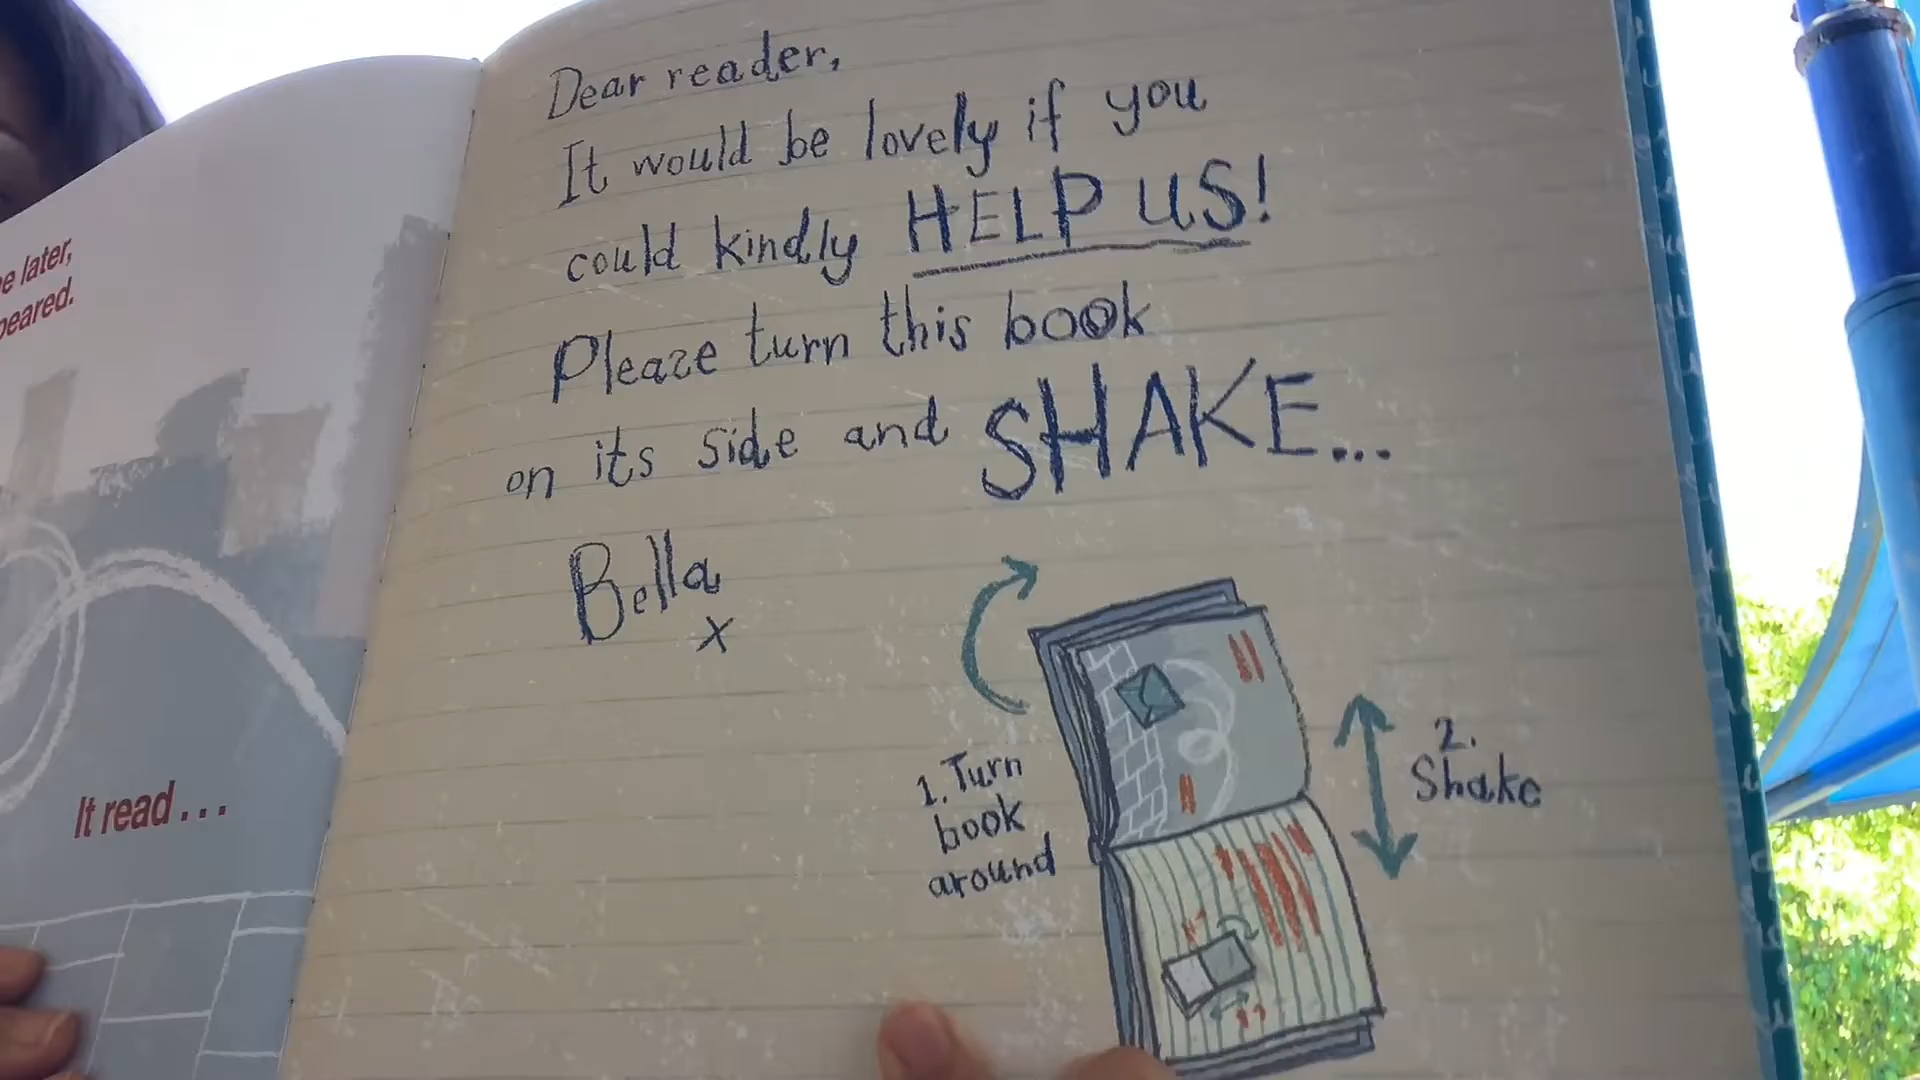 e later,
peared.
It read...
Dear reader,
It would be lovely if you
could kindly HELP US!
Pleaze turn this book
on its side and SHAKE...
Bella
x
1. Turn
book
around
2.
Shake